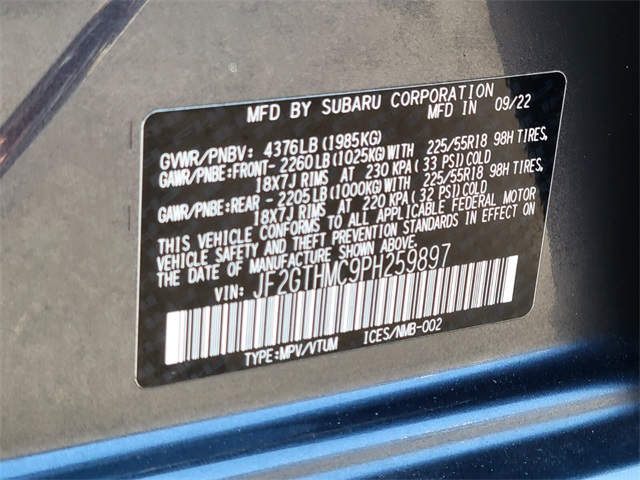 MFD BY SUBARU CORPORATION
MFD IN 09/22
GVWR/PNBV: 4376LB(1985KG)
GAWR/PNBE:FRONT-2260LB(1025KG)WITH 225/55R18 98H TIRES,
18X7J RIMS AT 230 KPA(33 PSI)COLD
GAWR/PNBE:REAR -2205LB(1000KG)WITH 225/55R18 98H TIRES,
18X7J RIMS AT 220 KPA(32 PSI)COLD
THIS VEHICLE CONFORMS TO ALL APPLICABLE FEDERAL MOTOR
VEHICLE SAFETY AND THEFT PREVENTION STANDARDS IN EFFECT ON
THE DATE OF MANUFACTURE SHOWN ABOVE.
VIN: JF2GTHMC9PH259897
TYPE:MPV/VTUM ICES/NMB-002